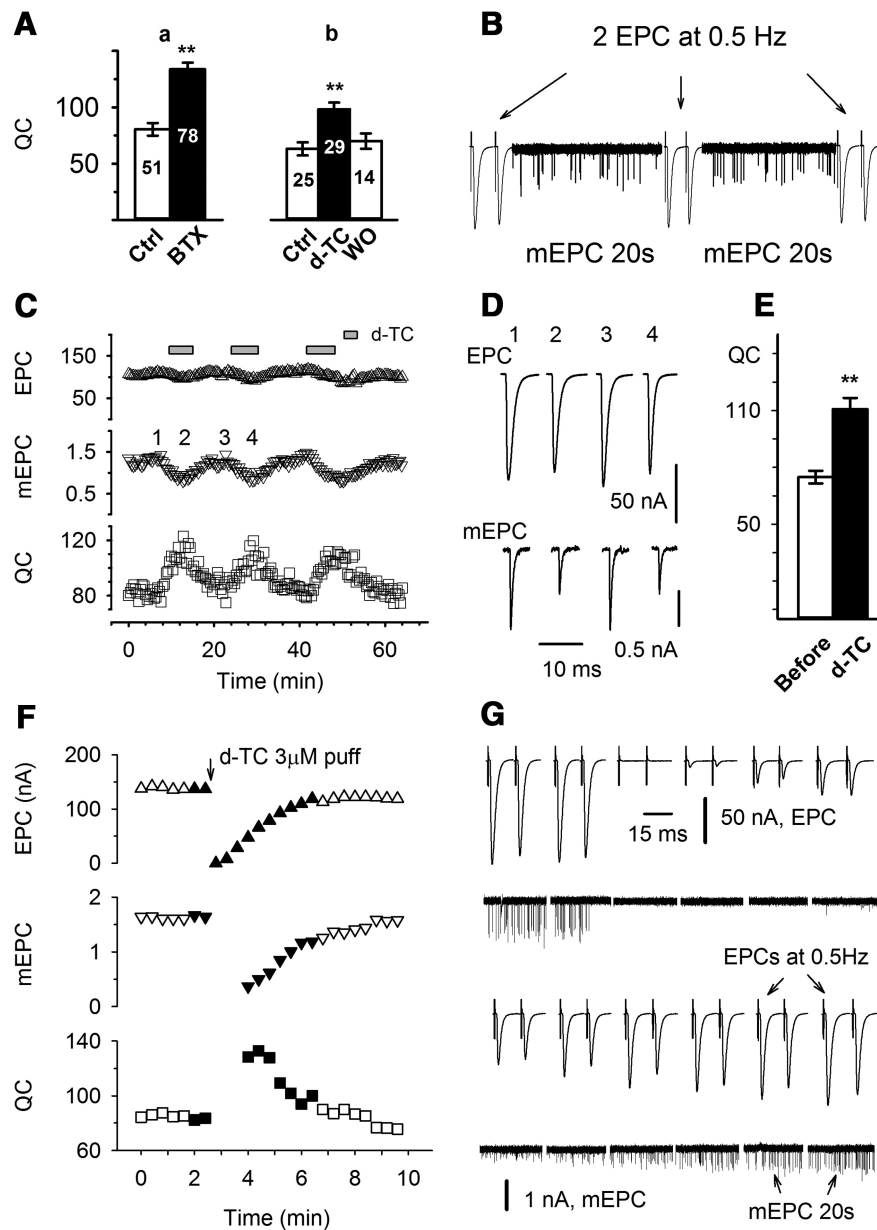 A
a
b
**
**
QC
100
50
51
78
25
29
14
Ctrl
BTX
Ctrl
d-TC
WO
B
2 EPC at 0.5 Hz
mEPC 20s
mEPC 20s
C
d-TC
EPC
150
50
mEPC
1.5
0.5
1
2
3
4
QC
120
80
0
20
40
60
Time (min)
D
1
2
3
4
EPC
50 nA
mEPC
0.5 nA
10 ms
E
QC
**
110
50
Before
d-TC
F
d-TC 3μM puff
EPC (nA)
200
100
0
mEPC
2
1
0
QC
140
100
60
0
2
4
6
8
10
Time (min)
G
15 ms
50 nA, EPC
EPCs at 0.5Hz
1 nA, mEPC
mEPC 20s